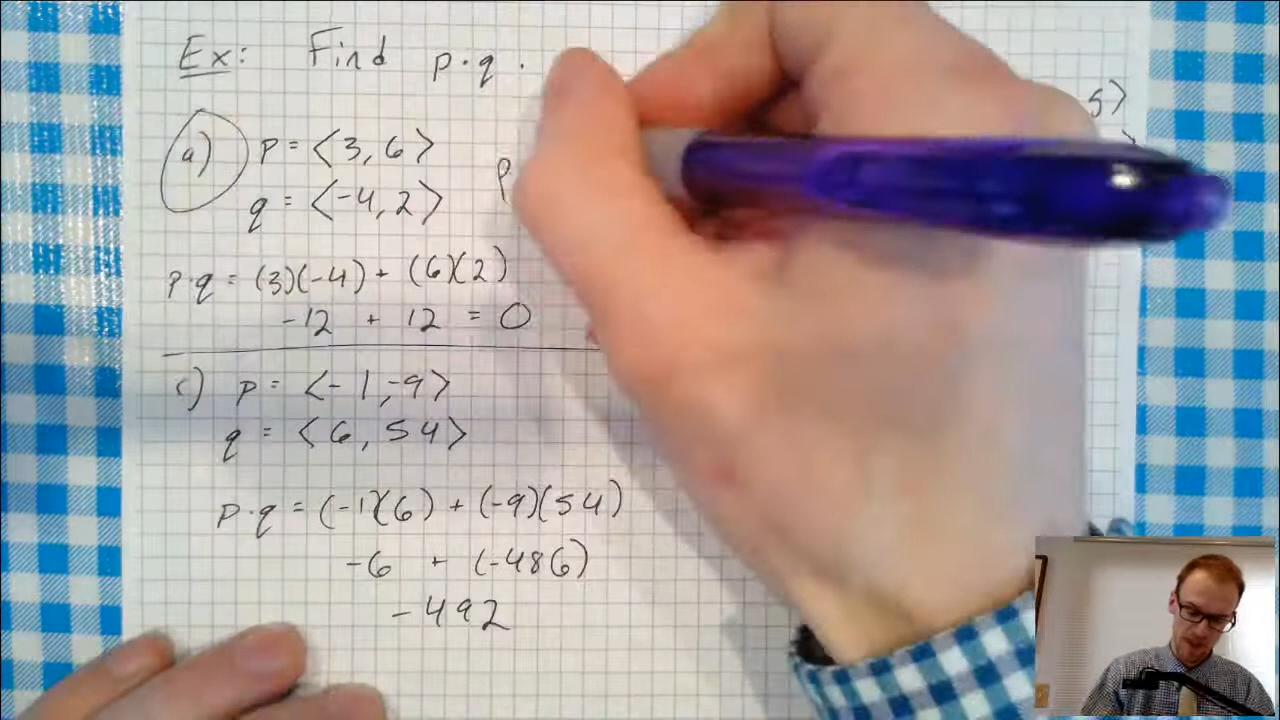 Ex: Find p·q.
a) p = <3, 6>
q = <-4, 2>
p·q = (3)(-4) + (6)(2)
-12 + 12 = 0
c) p = <-1, -9>
q = <6, 54>
p·q = (-1)(6) + (-9)(54)
-6 + (-486)
-492
p
5>